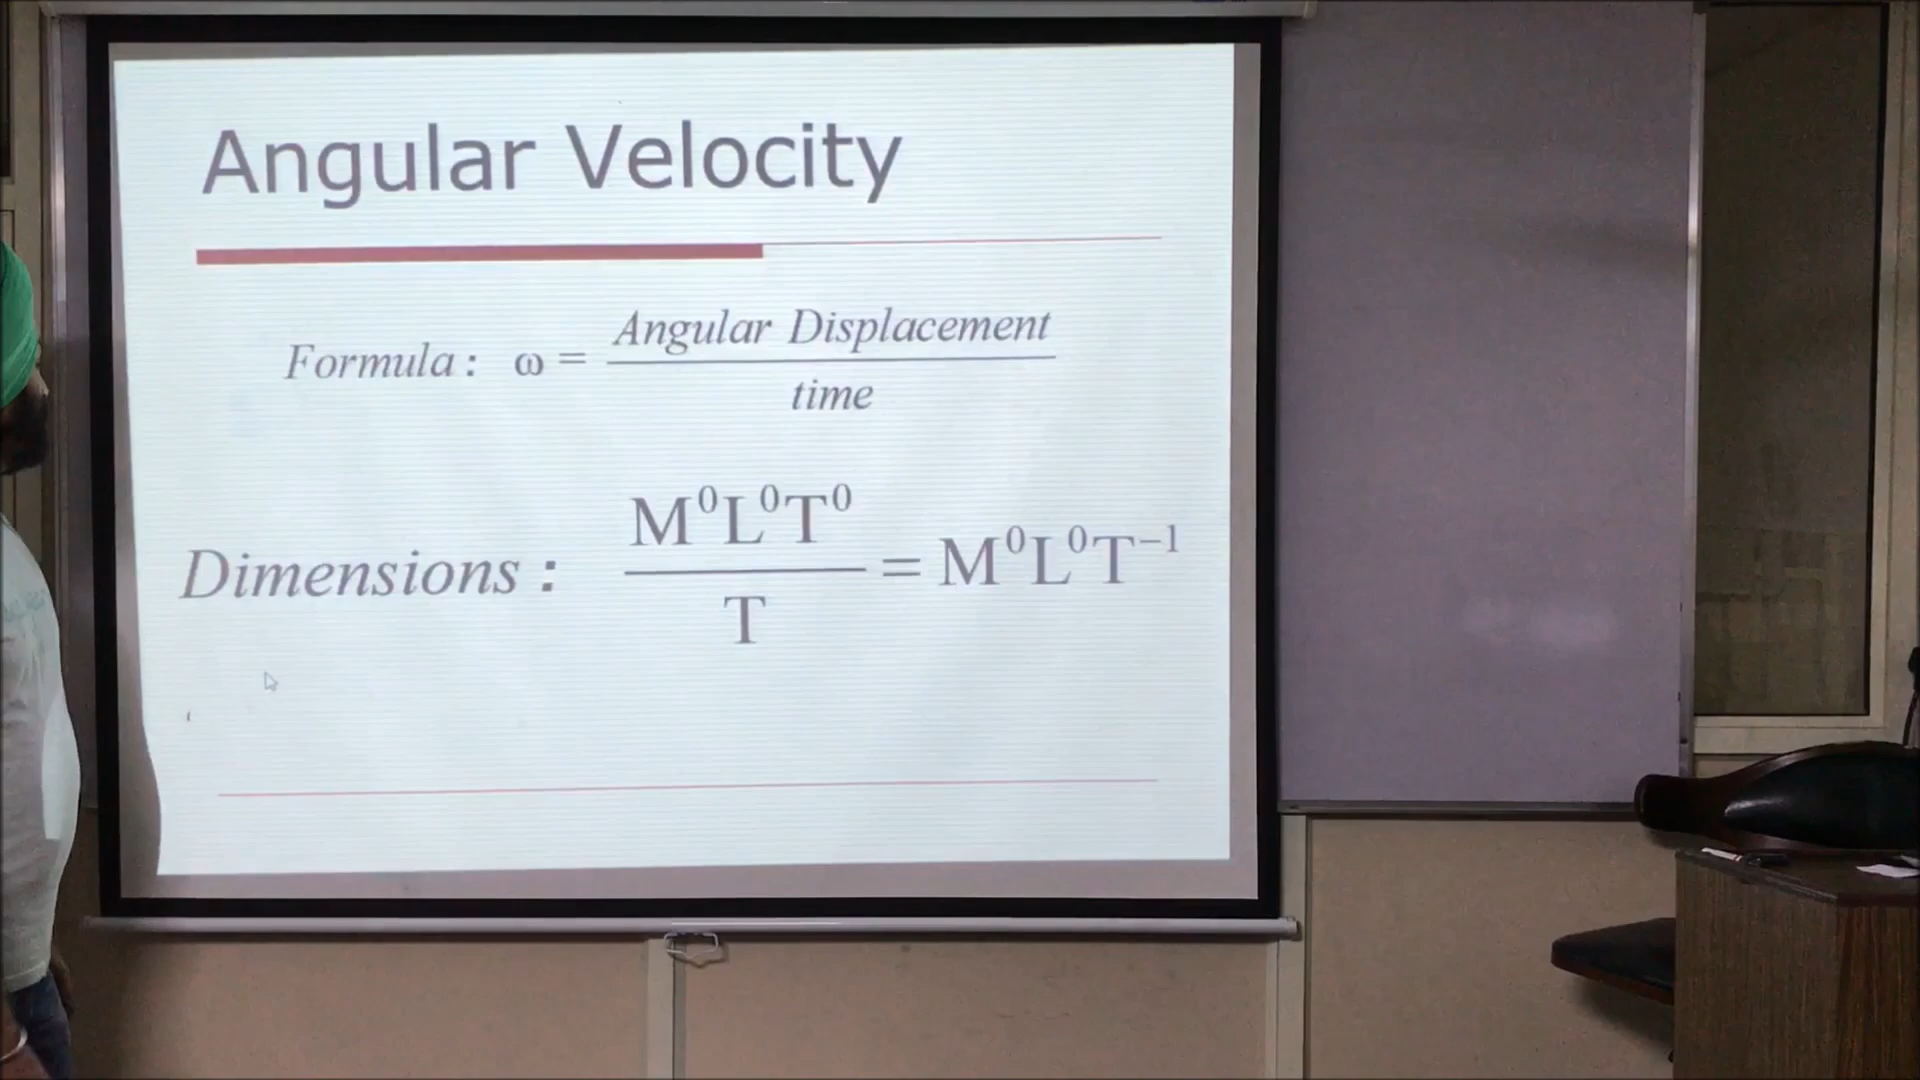 Angular Velocity
Formula : ω = Angular Displacement / time
Dimensions : M⁰L⁰T⁰ / T = M⁰L⁰T⁻¹